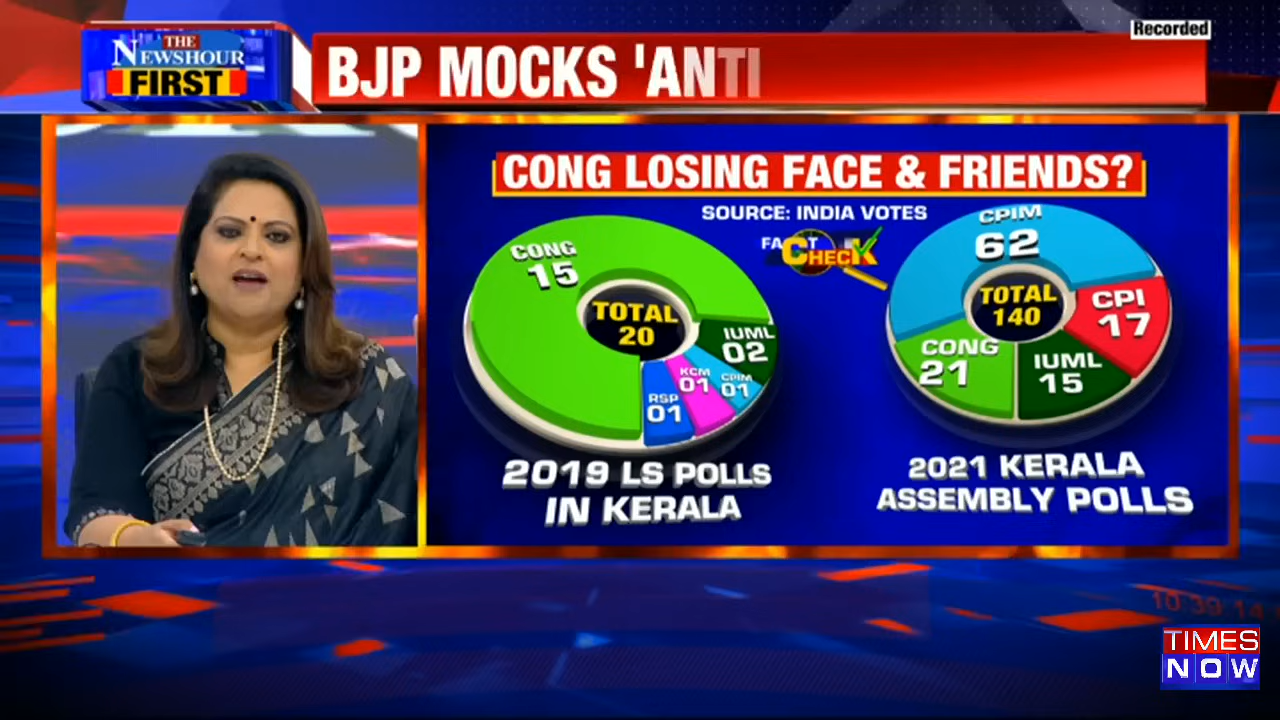 Recorded
THE
NEWSHOUR
FIRST
BJP MOCKS 'ANTI
CONG LOSING FACE & FRIENDS?
SOURCE: INDIA VOTES
CHECK
CONG
15
TOTAL
20
IUML
02
CPIM
01
KCM
01
RSP
01
2019 LS POLLS
IN KERALA
CPIM
62
TOTAL
140
CPI
17
CONG
21
IUML
15
2021 KERALA
ASSEMBLY POLLS
10:39:14
TIMES
NOW